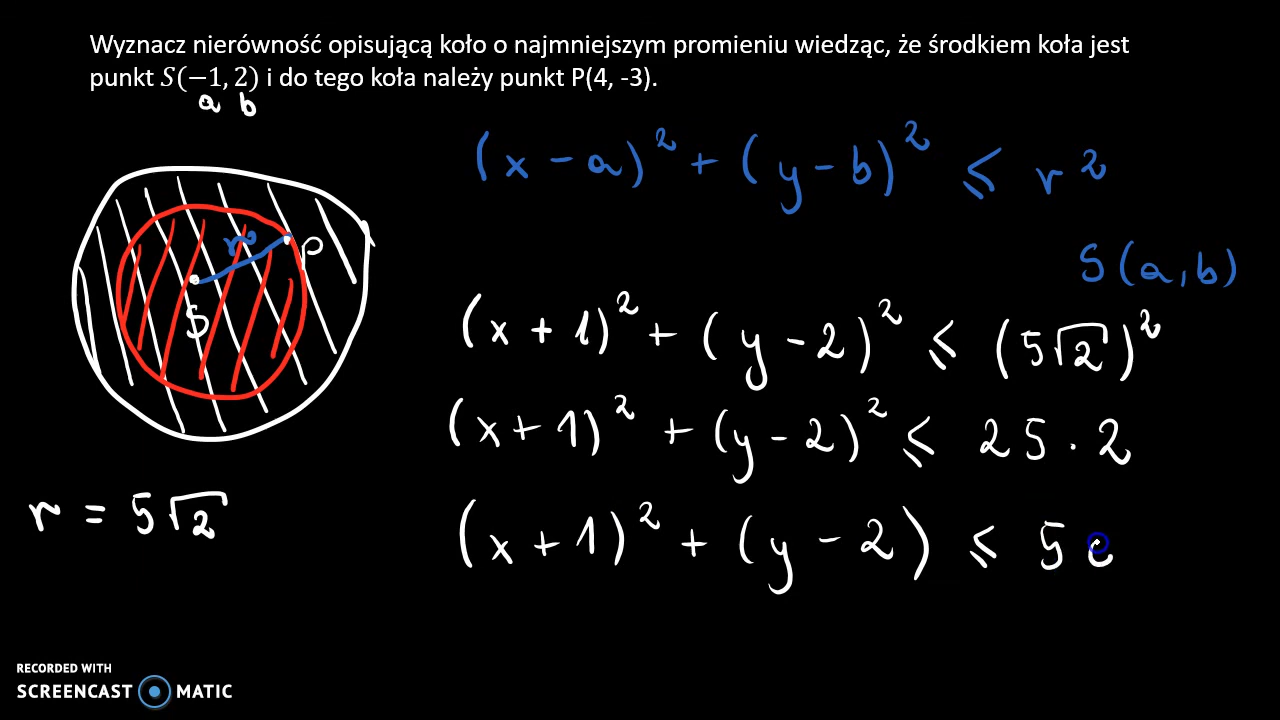 Wyznacz nierówność opisującą koło o najmniejszym promieniu wiedząc, że środkiem koła jest
punkt S(−1, 2) i do tego koła należy punkt P(4, -3).
a b
(x − a)² + (y − b)² ≤ r²
r
P
S
S(a, b)
(x + 1)² + (y − 2)² ≤ (5√2)²
(x + 1)² + (y − 2)² ≤ 25 · 2
r = 5√2
(x + 1)² + (y − 2) ≤ 5
RECORDED WITH
SCREENCAST MATIC